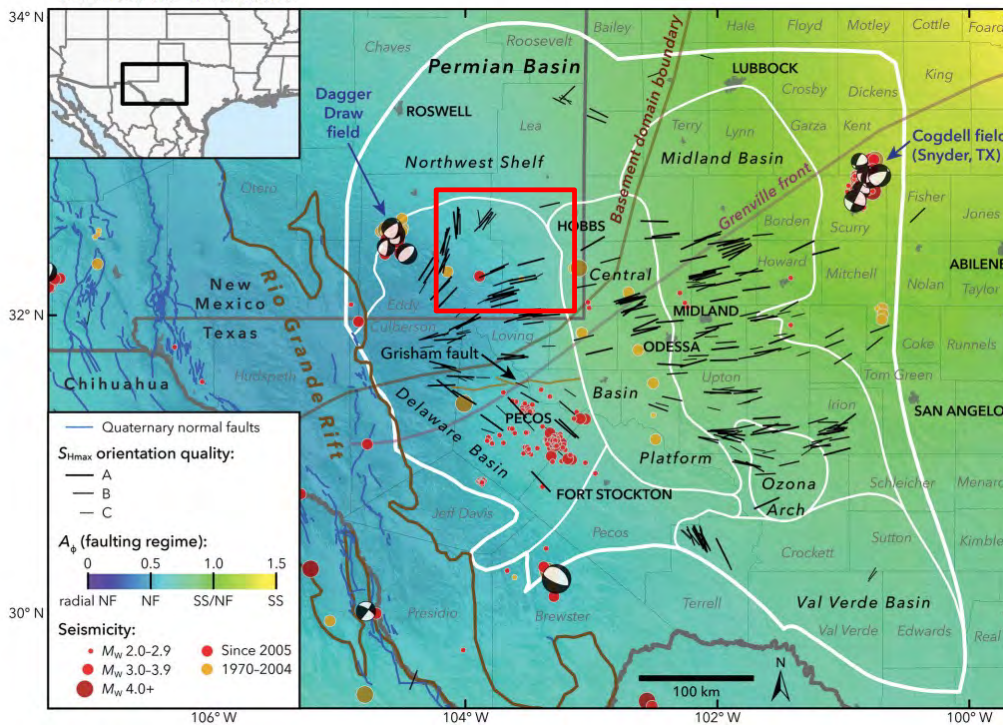 34° N
32° N
30° N
106° W
104° W
102° W
100° W
Chaves
Roosevelt
Bailey
Hale
Floyd
Motley
Cottle
Foard
Permian Basin
Basement domain boundary
LUBBOCK
King
Dagger
Draw
field
ROSWELL
Crosby
Dickens
Lea
Terry
Lynn
Garza
Kent
Cogdell field
(Snyder, TX)
Northwest Shelf
Midland Basin
Grenville front
Otero
Fisher
HOBBS
Borden
Scurry
Jones
Rio Grande Rift
Central
Basin
Platform
Howard
Mitchell
ABILENE
Nolan
Taylor
New
Mexico
Eddy
Texas
Culberson
Loving
MIDLAND
ODESSA
Grisham fault
Coke
Runnels
Chihuahua
Hudspeth
Upton
Tom Green
Irion
SAN ANGELO
Delaware Basin
PECOS
FORT STOCKTON
Ozona
Arch
Schleicher
Menard
Jeff Davis
Pecos
Crockett
Sutton
Kimble
Presidio
Brewster
Terrell
Val Verde Basin
Val Verde
Edwards
Real
Quaternary normal faults
SHmax orientation quality:
A
B
C
Aϕ (faulting regime):
0
0.5
1.0
1.5
radial NF
NF
SS/NF
SS
Seismicity:
Mw 2.0-2.9
Mw 3.0-3.9
Mw 4.0+
Since 2005
1970-2004
N
100 km